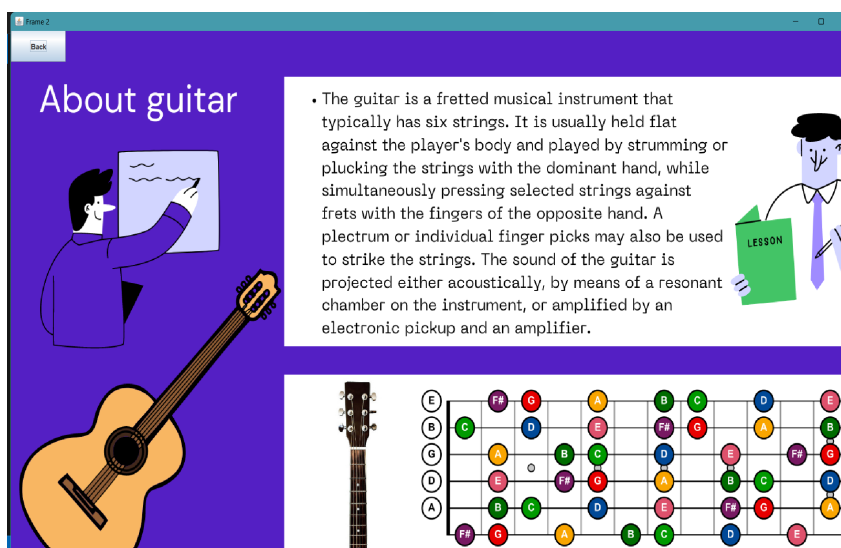 Frame 2
Back
About guitar
• The guitar is a fretted musical instrument that
typically has six strings. It is usually held flat
against the player's body and played by strumming or
plucking the strings with the dominant hand, while
simultaneously pressing selected strings against
frets with the fingers of the opposite hand. A
plectrum or individual finger picks may also be used
to strike the strings. The sound of the guitar is
projected either acoustically, by means of a resonant
chamber on the instrument, or amplified by an
electronic pickup and an amplifier.
LESSON
E F# G A B C D E
B C D E F# G A B
G A B C D E F# G
D E F# G A B C D
A B C D E F# G A
F# G A B C D E